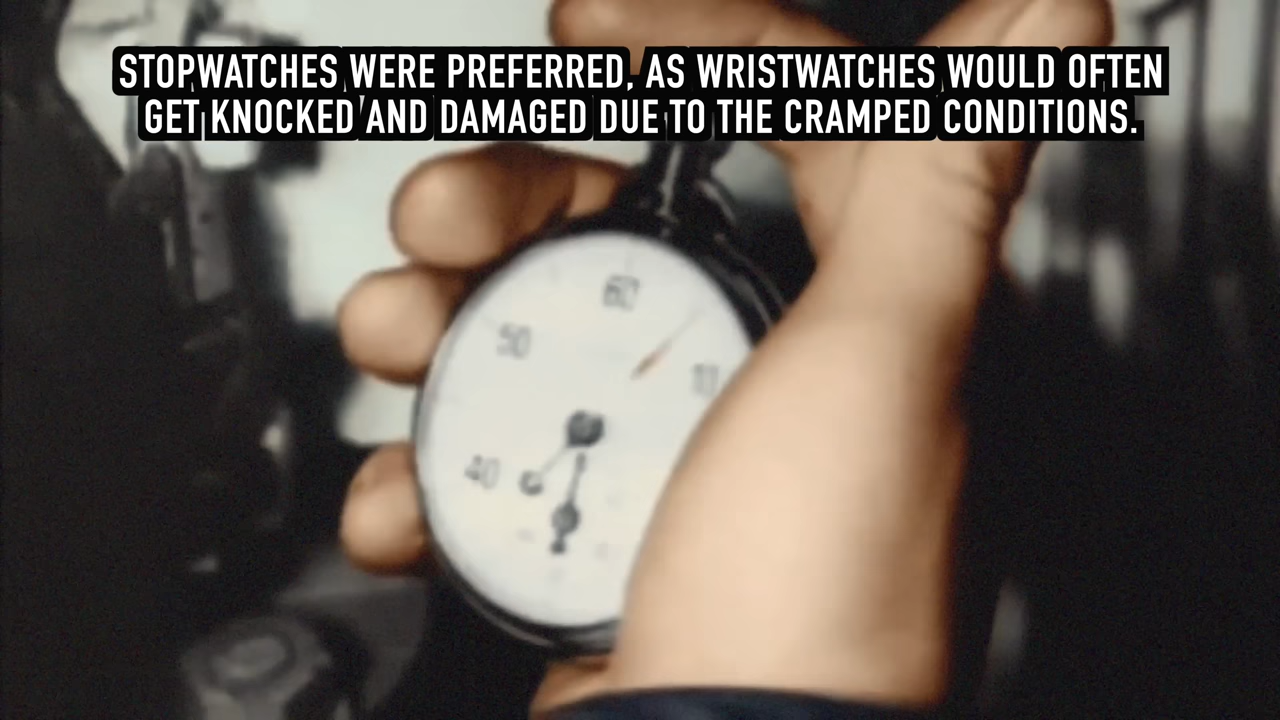 STOPWATCHES WERE PREFERRED, AS WRISTWATCHES WOULD OFTEN
GET KNOCKED AND DAMAGED DUE TO THE CRAMPED CONDITIONS.
60
50
10
40